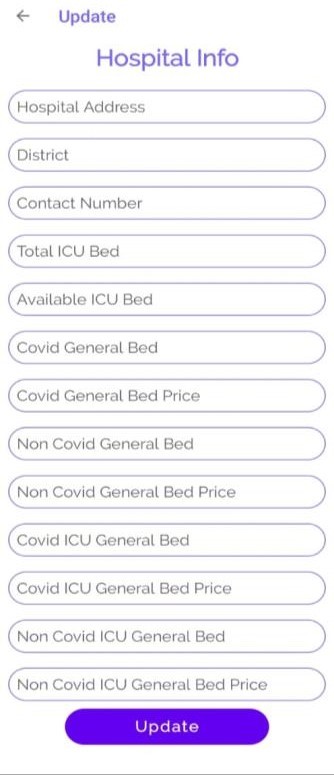 Update
Hospital Info
Hospital Address
District
Contact Number
Total ICU Bed
Available ICU Bed
Covid General Bed
Covid General Bed Price
Non Covid General Bed
Non Covid General Bed Price
Covid ICU General Bed
Covid ICU General Bed Price
Non Covid ICU General Bed
Non Covid ICU General Bed Price
Update